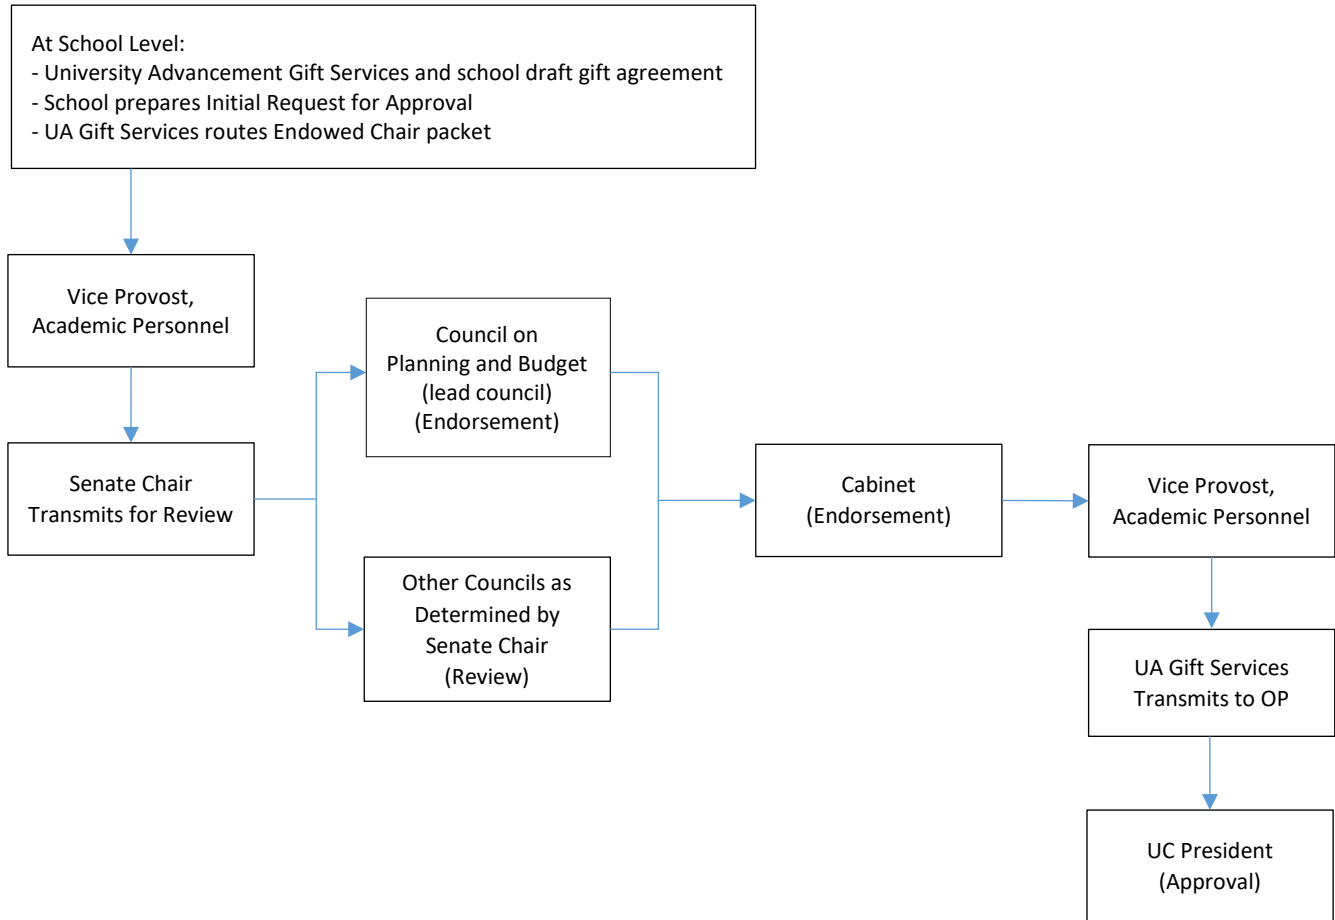 At School Level:
- University Advancement Gift Services and school draft gift agreement
- School prepares Initial Request for Approval
- UA Gift Services routes Endowed Chair packet
Vice Provost,
Academic Personnel
Senate Chair
Transmits for Review
Council on
Planning and Budget
(lead council)
(Endorsement)
Other Councils as
Determined by
Senate Chair
(Review)
Cabinet
(Endorsement)
Vice Provost,
Academic Personnel
UA Gift Services
Transmits to OP
UC President
(Approval)